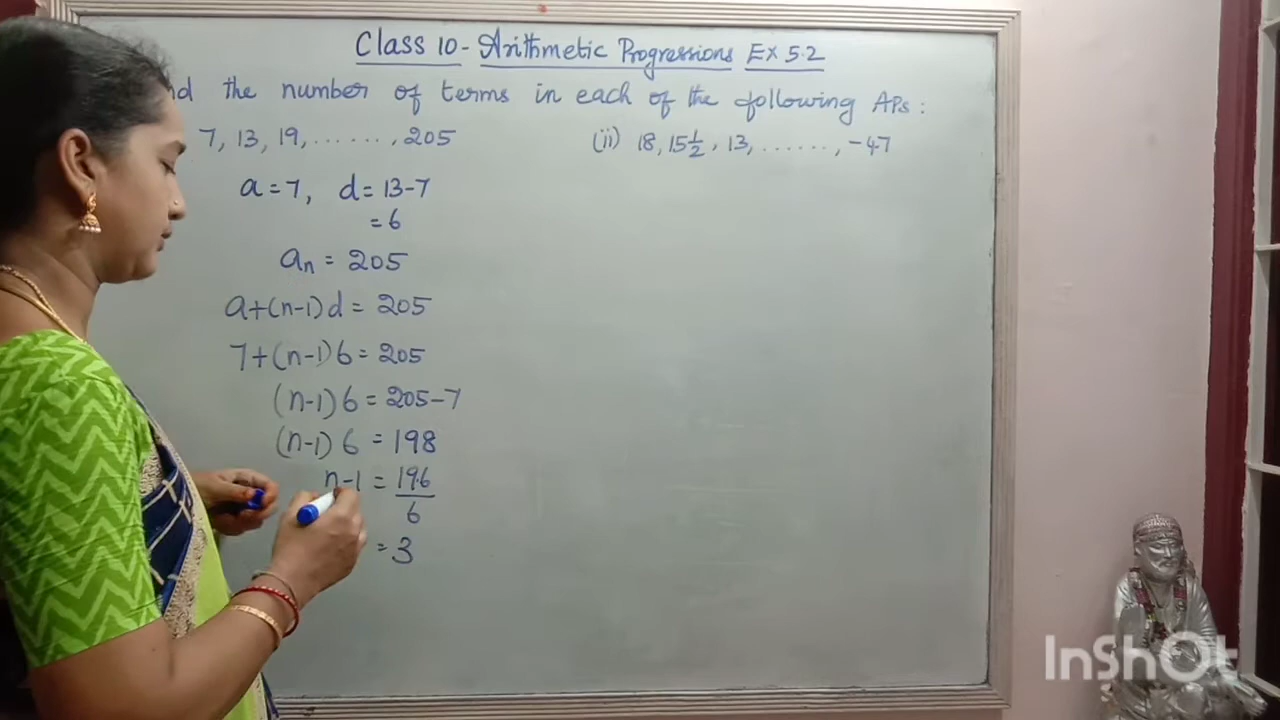 Class 10 - Arithmetic Progressions Ex 5.2
the number of terms in each of the following APs :
7, 13, 19, ......, 205
(ii) 18, 15 1/2, 13, ......, -47
a = 7, d = 13-7
= 6
an = 205
a+(n-1)d = 205
7+(n-1)6 = 205
(n-1)6 = 205-7
(n-1)6 = 198
n-1 = 196/6
= 3
InShOt